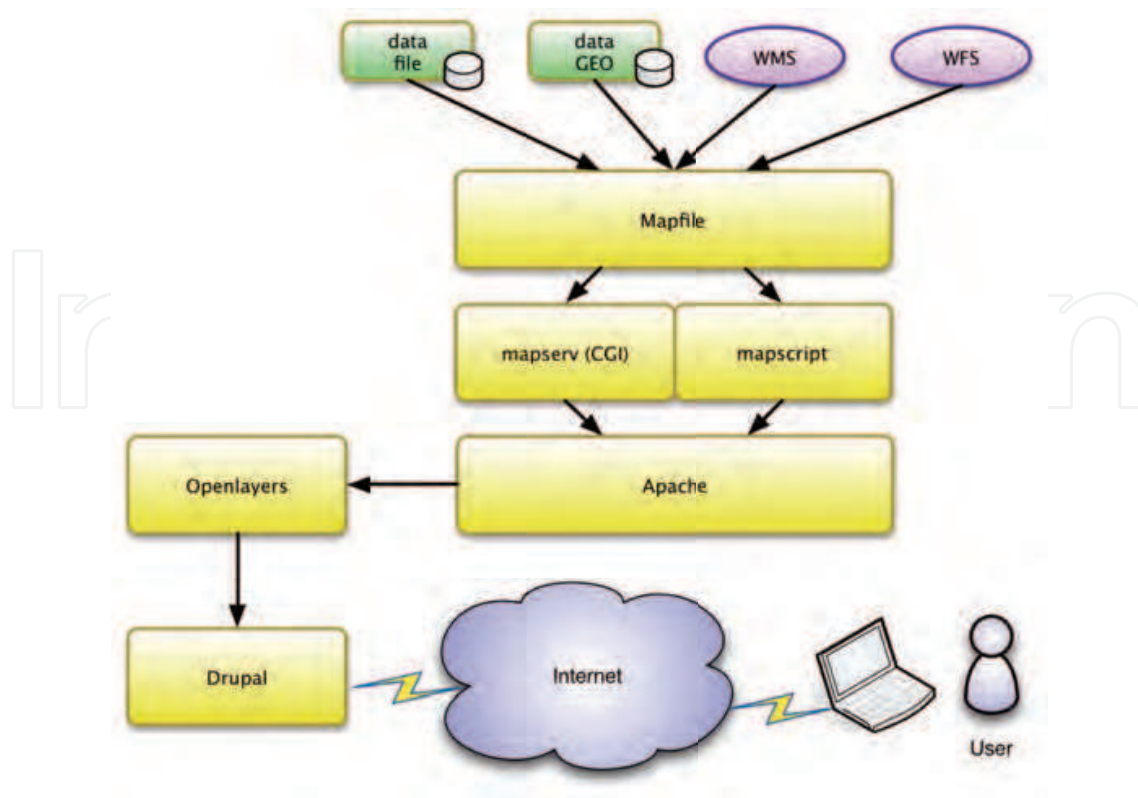 data
file
data
GEO
WMS
WFS
Mapfile
mapserv (CGI)
mapscript
Openlayers
Apache
Drupal
Internet
User